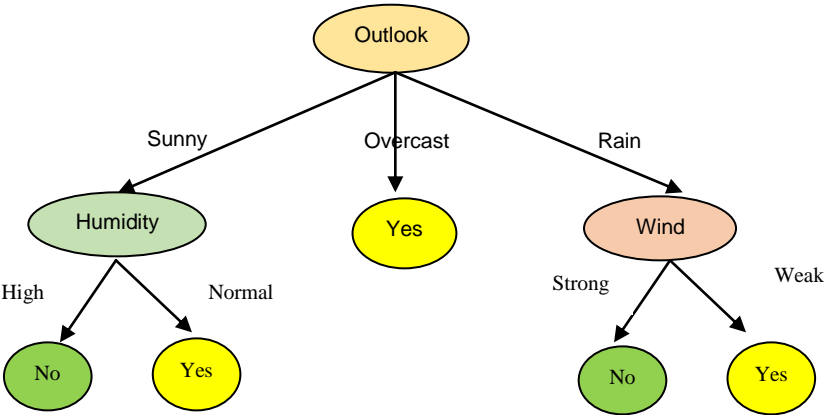 Outlook
Sunny
Overcast
Rain
Humidity
Yes
Wind
High
Normal
Strong
Weak
No
Yes
No
Yes